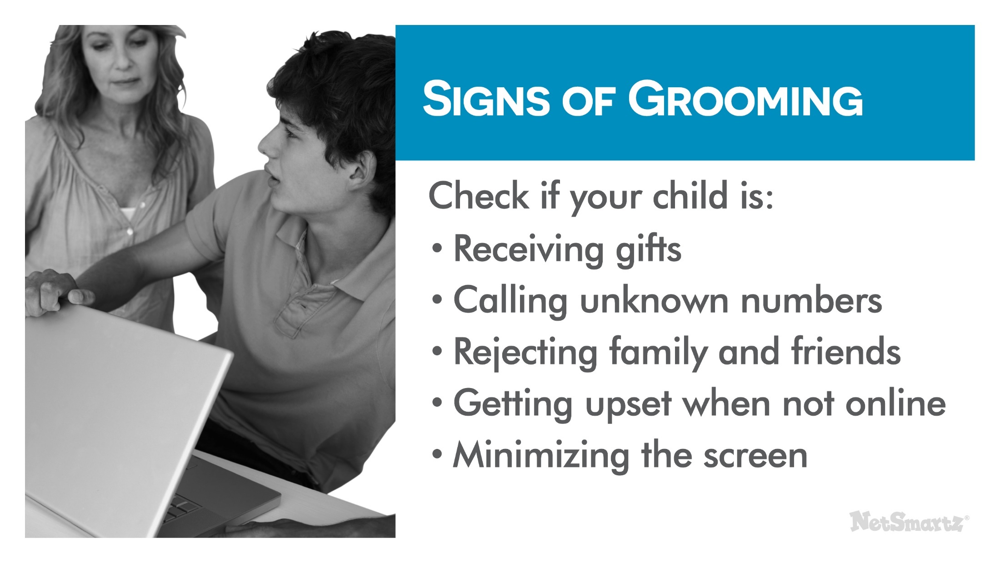 Signs of Grooming
Check if your child is:
• Receiving gifts
• Calling unknown numbers
• Rejecting family and friends
• Getting upset when not online
• Minimizing the screen
NetSmartz®